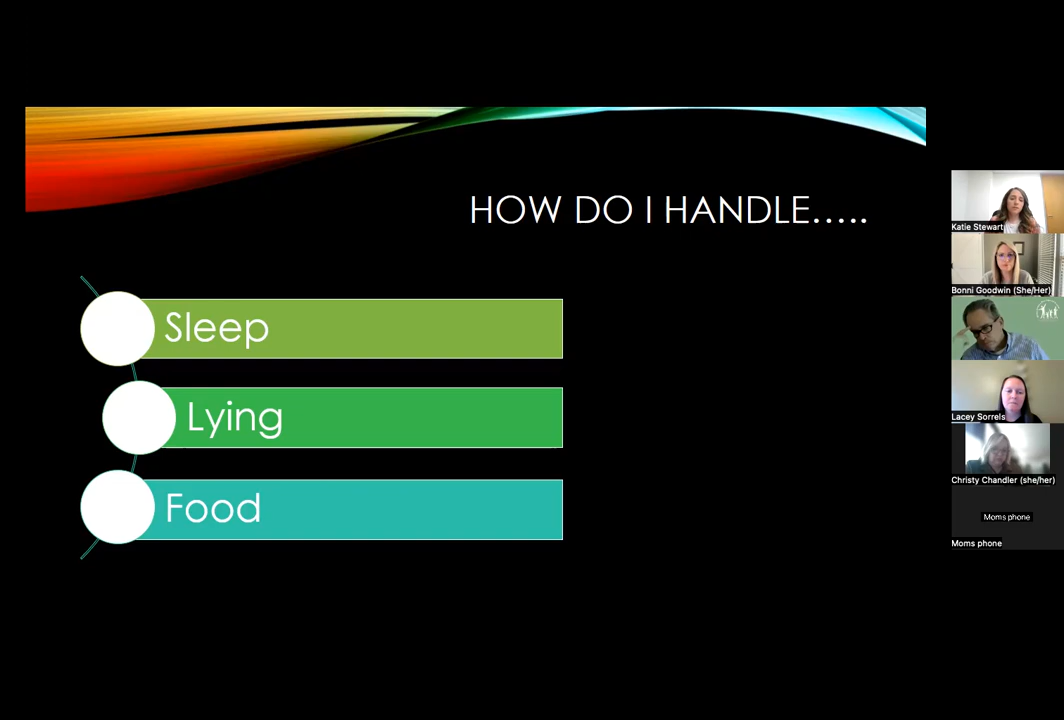 HOW DO I HANDLE.....
Sleep
Lying
Food
Katie Stewart
Bonni Goodwin (She/Her)
Lacey Sorrels
Christy Chandler (she/her)
Moms phone
Moms phone